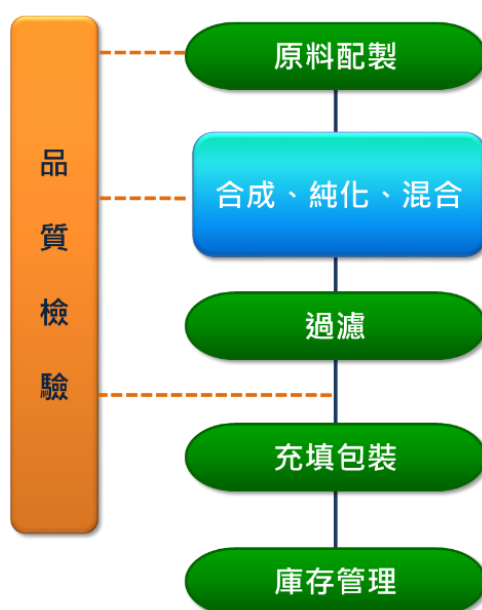 品質檢驗
原料配製
合成、純化、混合
過濾
充填包裝
庫存管理